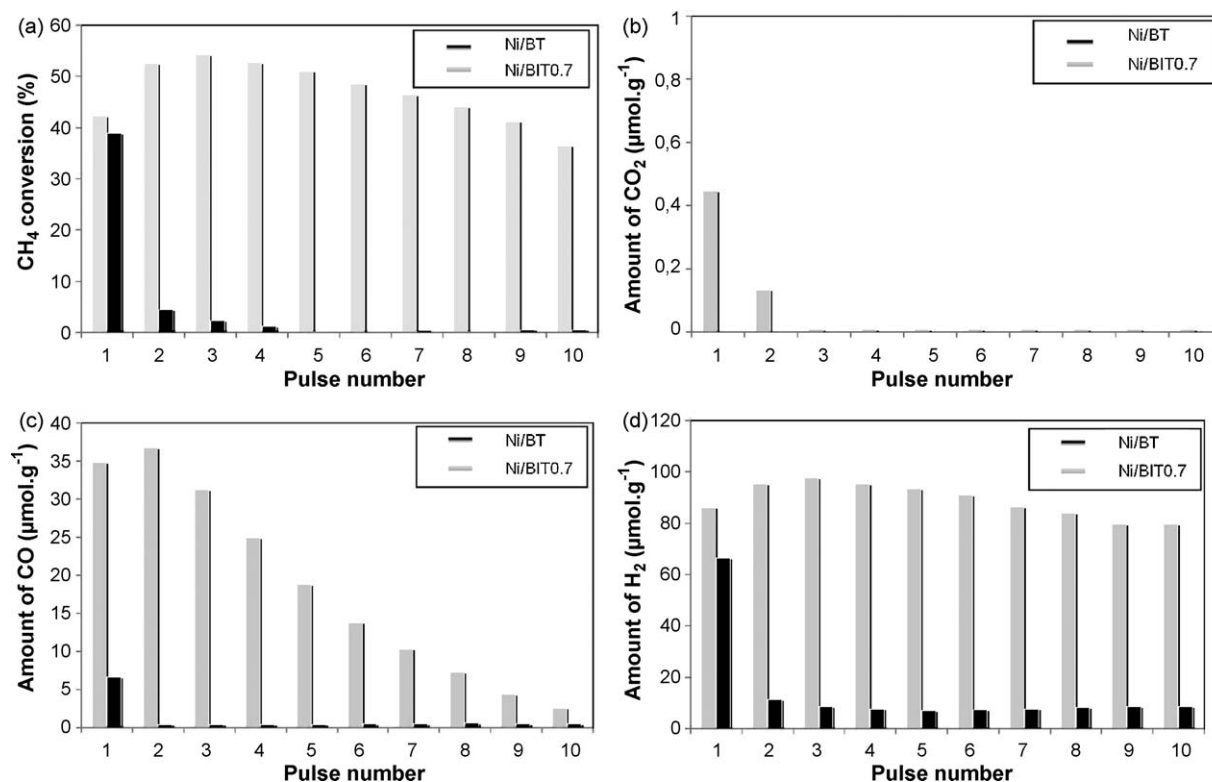 (a)
60
50
40
30
20
10
0
CH₄ conversion (%)
Ni/BT
Ni/BIT0.7
1 2 3 4 5 6 7 8 9 10
Pulse number
(b)
1
0,8
0,6
0,4
0,2
0
Amount of CO₂ (µmol.g⁻¹)
Ni/BT
Ni/BIT0.7
1 2 3 4 5 6 7 8 9 10
Pulse number
(c)
40
35
30
25
20
15
10
5
0
Amount of CO (µmol.g⁻¹)
Ni/BT
Ni/BIT0.7
1 2 3 4 5 6 7 8 9 10
Pulse number
(d)
120
100
80
60
40
20
0
Amount of H₂ (µmol.g⁻¹)
Ni/BT
Ni/BIT0.7
1 2 3 4 5 6 7 8 9 10
Pulse number